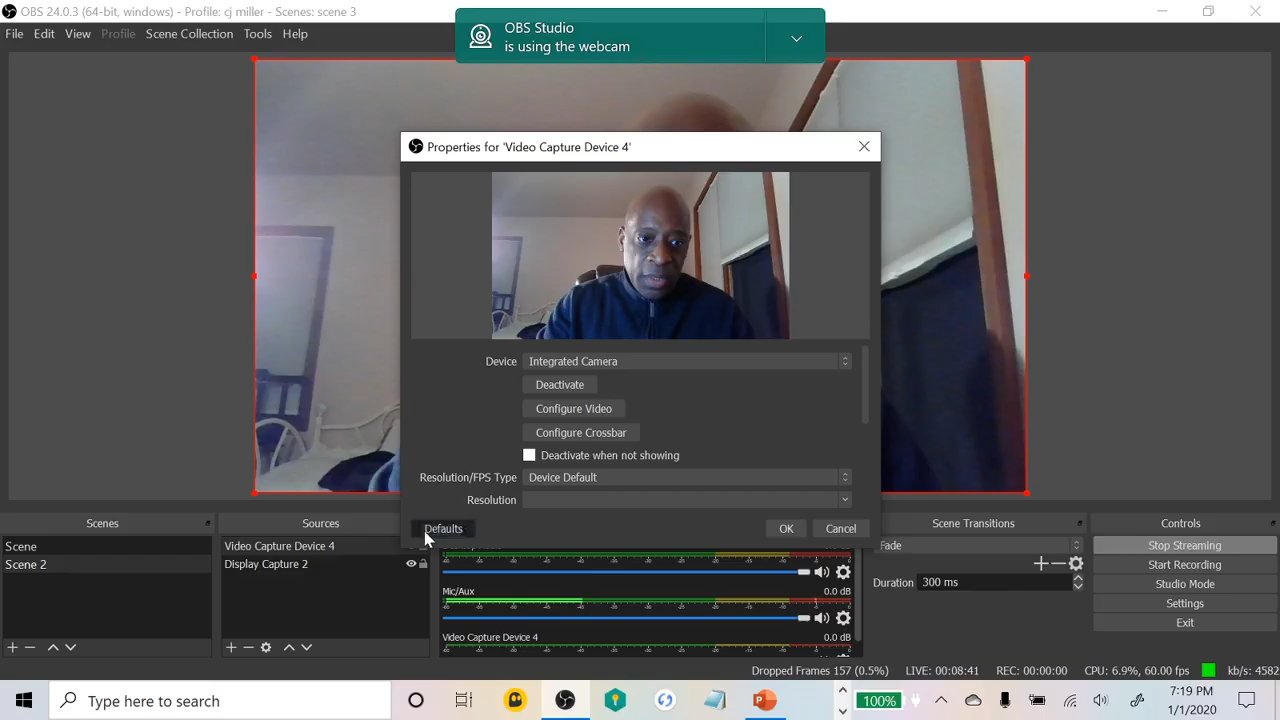 OBS 24.0.3 (64-bit, windows) - Profile: cj miller - Scenes: scene 3
File Edit View Profile Scene Collection Tools Help
OBS Studio
is using the webcam
Properties for 'Video Capture Device 4'
Device Integrated Camera
Deactivate
Configure Video
Configure Crossbar
Deactivate when not showing
Resolution/FPS Type Device Default
Resolution
Defaults OK Cancel
Scenes
Scene
Scene 2
Sources
Video Capture Device 4
Display Capture 2
Mic/Aux 0.0 dB
Video Capture Device 4 0.0 dB
Scene Transitions
Fade
Duration 300 ms
Controls
Stop Streaming
Start Recording
Studio Mode
Settings
Exit
Dropped Frames 157 (0.5%) LIVE: 00:08:41 REC: 00:00:00 CPU: 6.9%, 60.00 fps kb/s: 4582
Type here to search
100%
7:19 PM
1/1/2020